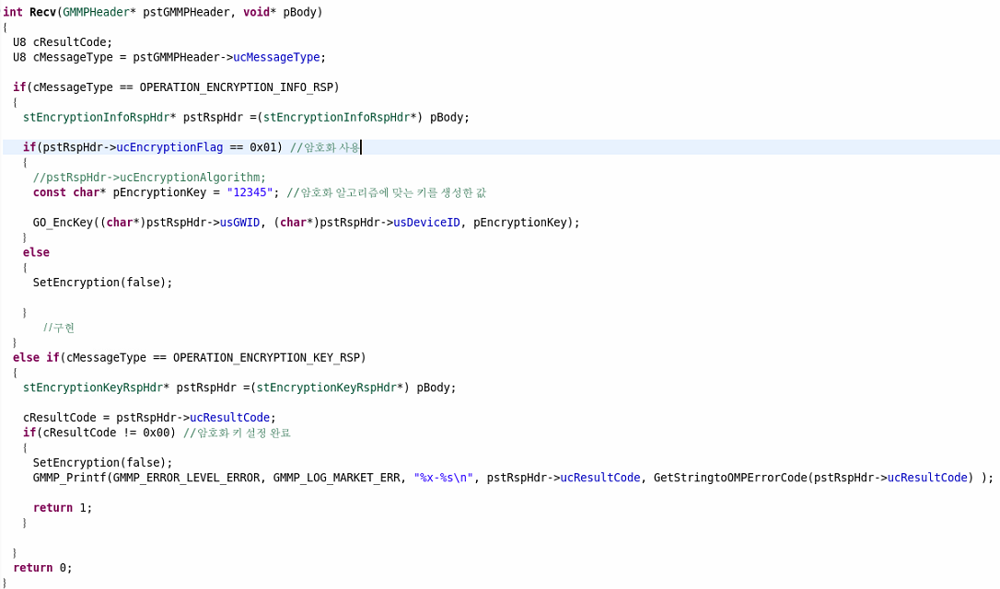 int Recv(GMMPHeader* pstGMMPHeader, void* pBody)
{
U8 cResultCode;
U8 cMessageType = pstGMMPHeader->ucMessageType;
if(cMessageType == OPERATION_ENCRYPTION_INFO_RSP)
{
stEncryptionInfoRspHdr* pstRspHdr =(stEncryptionInfoRspHdr*) pBody;
if(pstRspHdr->ucEncryptionFlag == 0x01) //암호화 사용
{
//pstRspHdr->ucEncryptionAlgorithm;
const char* pEncryptionKey = "12345"; //암호화 알고리즘에 맞는 키를 생성한 값
GO_EncKey((char*)pstRspHdr->usGWID, (char*)pstRspHdr->usDeviceID, pEncryptionKey);
}
else
{
SetEncryption(false);
}
//구현
}
else if(cMessageType == OPERATION_ENCRYPTION_KEY_RSP)
{
stEncryptionKeyRspHdr* pstRspHdr =(stEncryptionKeyRspHdr*) pBody;
cResultCode = pstRspHdr->ucResultCode;
if(cResultCode != 0x00) //암호화 키 설정 완료
{
SetEncryption(false);
GMMP_Printf(GMMP_ERROR_LEVEL_ERROR, GMMP_LOG_MARKET_ERR, "%x-%s\n", pstRspHdr->ucResultCode, GetStringtoOMPErrorCode(pstRspHdr->ucResultCode) );
return 1;
}
}
return 0;
}